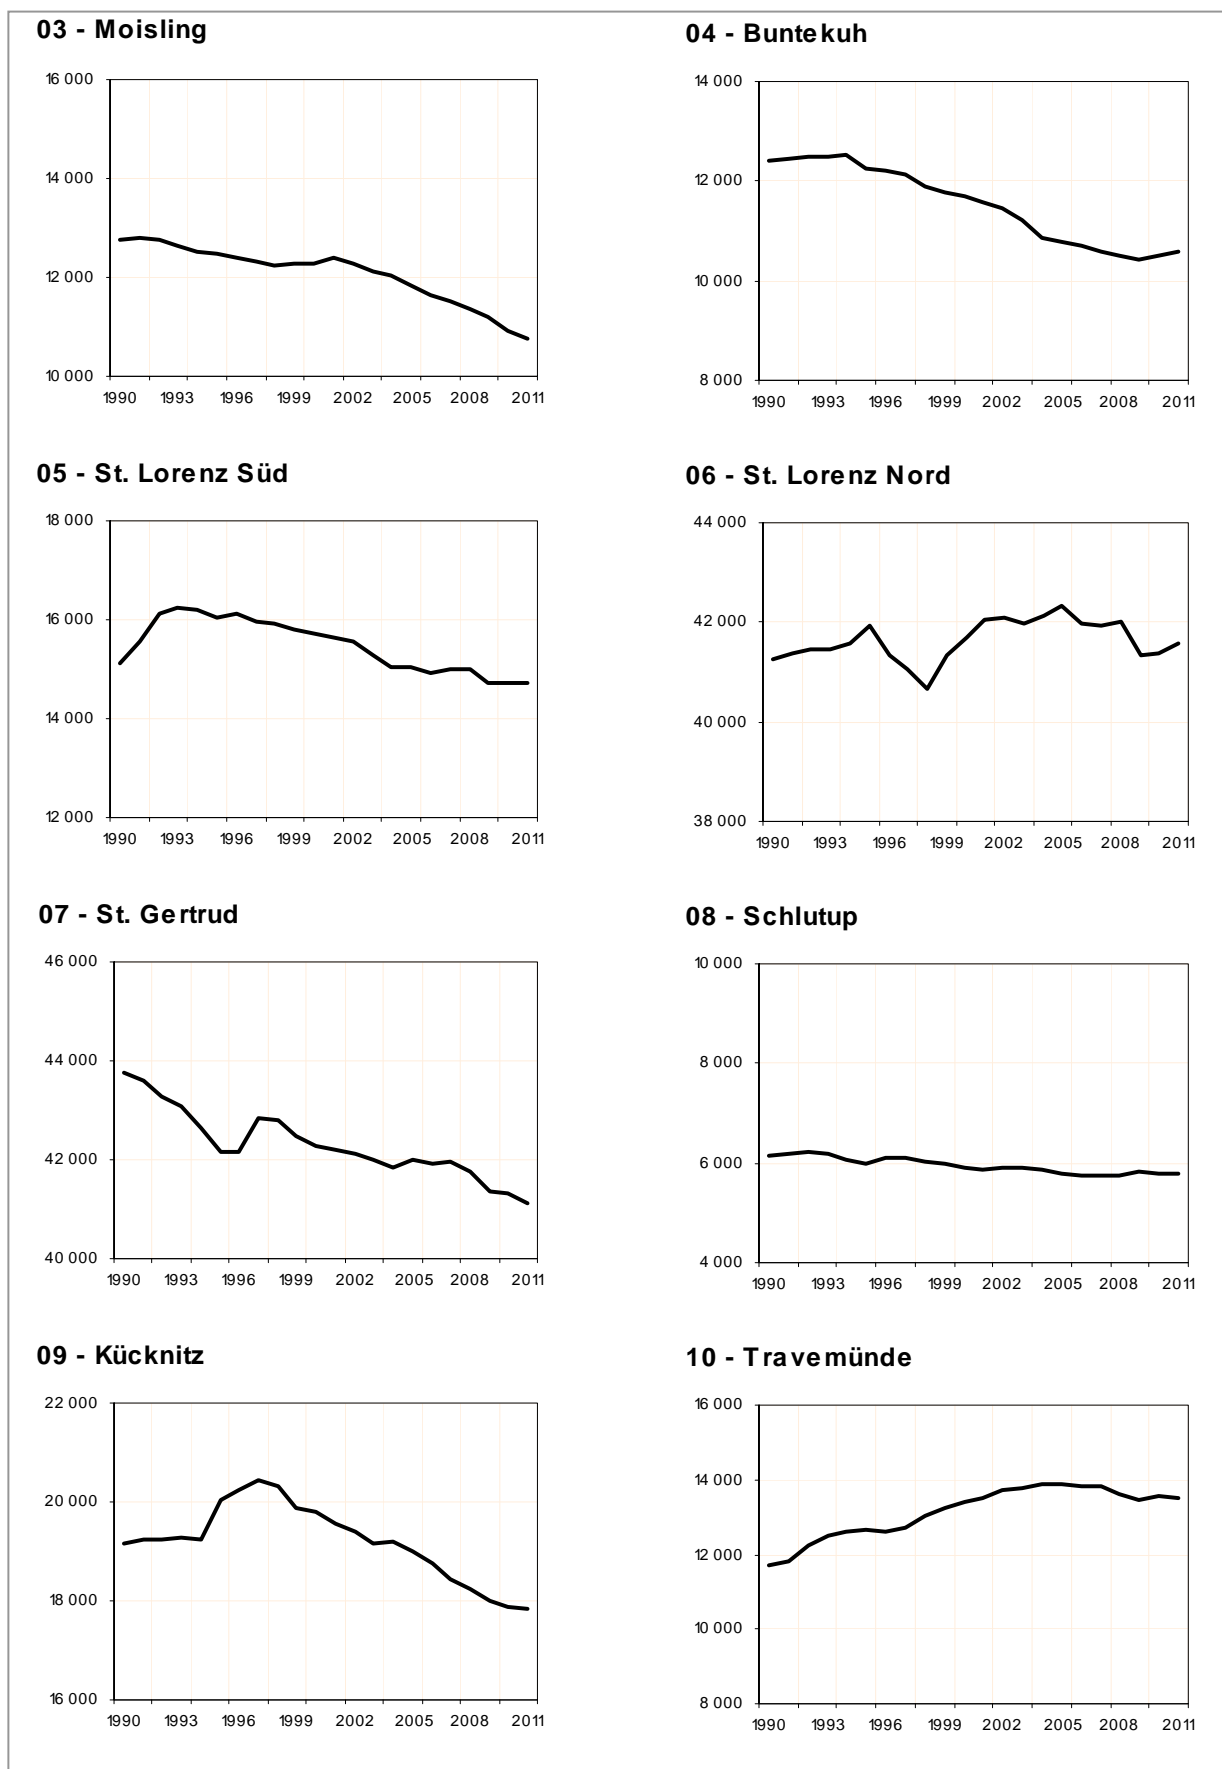 03 - Moisling
16 000
14 000
12 000
10 000
1990 1993 1996 1999 2002 2005 2008 2011
04 - Buntekuh
14 000
12 000
10 000
8 000
1990 1993 1996 1999 2002 2005 2008 2011
05 - St. Lorenz Süd
18 000
16 000
14 000
12 000
1990 1993 1996 1999 2002 2005 2008 2011
06 - St. Lorenz Nord
44 000
42 000
40 000
38 000
1990 1993 1996 1999 2002 2005 2008 2011
07 - St. Gertrud
46 000
44 000
42 000
40 000
1990 1993 1996 1999 2002 2005 2008 2011
08 - Schlutup
10 000
8 000
6 000
4 000
1990 1993 1996 1999 2002 2005 2008 2011
09 - Kücknitz
22 000
20 000
18 000
16 000
1990 1993 1996 1999 2002 2005 2008 2011
10 - Travemünde
16 000
14 000
12 000
10 000
8 000
1990 1993 1996 1999 2002 2005 2008 2011